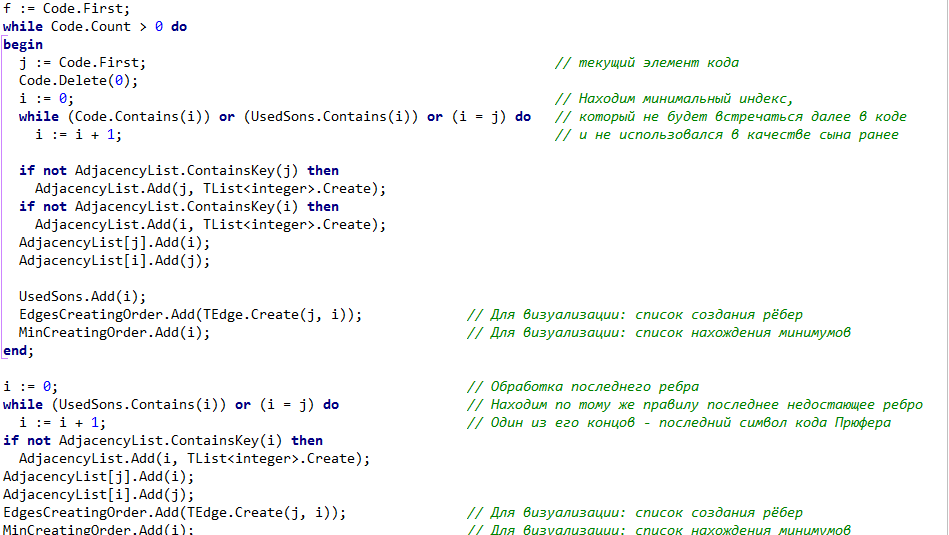 f := Code.First;
while Code.Count > 0 do
begin
  j := Code.First; // текущий элемент кода
  Code.Delete(0);
  i := 0; // Находим минимальный индекс,
  while (Code.Contains(i)) or (UsedSons.Contains(i)) or (i = j) do // который не будет встречаться далее в коде
    i := i + 1; // и не использовался в качестве сына ранее
  if not AdjacencyList.ContainsKey(j) then
    AdjacencyList.Add(j, TList<integer>.Create);
  if not AdjacencyList.ContainsKey(i) then
    AdjacencyList.Add(i, TList<integer>.Create);
  AdjacencyList[j].Add(i);
  AdjacencyList[i].Add(j);
  UsedSons.Add(i);
  EdgesCreatingOrder.Add(TEdge.Create(j, i)); // Для визуализации: список создания рёбер
  MinCreatingOrder.Add(i); // Для визуализации: список нахождения минимумов
end;
i := 0; // Обработка последнего ребра
while (UsedSons.Contains(i)) or (i = j) do // Находим по тому же правилу последнее недостающее ребро
  i := i + 1; // Один из его концов - последний символ кода Прюфера
if not AdjacencyList.ContainsKey(i) then
  AdjacencyList.Add(i, TList<integer>.Create);
AdjacencyList[j].Add(i);
AdjacencyList[i].Add(j);
EdgesCreatingOrder.Add(TEdge.Create(j, i)); // Для визуализации: список создания рёбер
MinCreatingOrder.Add(i); // Для визуализации: список нахождения минимумов